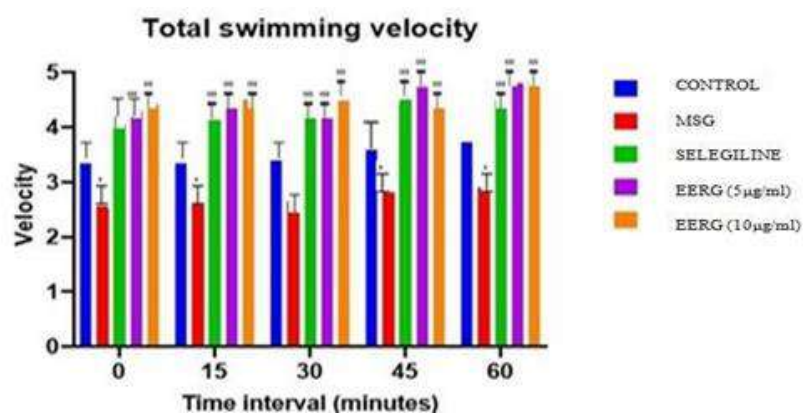 Total swimming velocity
5
4
3
2
1
0
Velocity
0 15 30 45 60
Time interval (minutes)
CONTROL
MSG
SELEGILINE
EERG (5µg/ml)
EERG (10µg/ml)